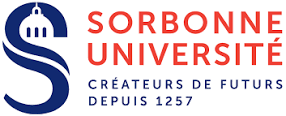 SORBONNE
UNIVERSITÉ
CRÉATEURS DE FUTURS
DEPUIS 1257